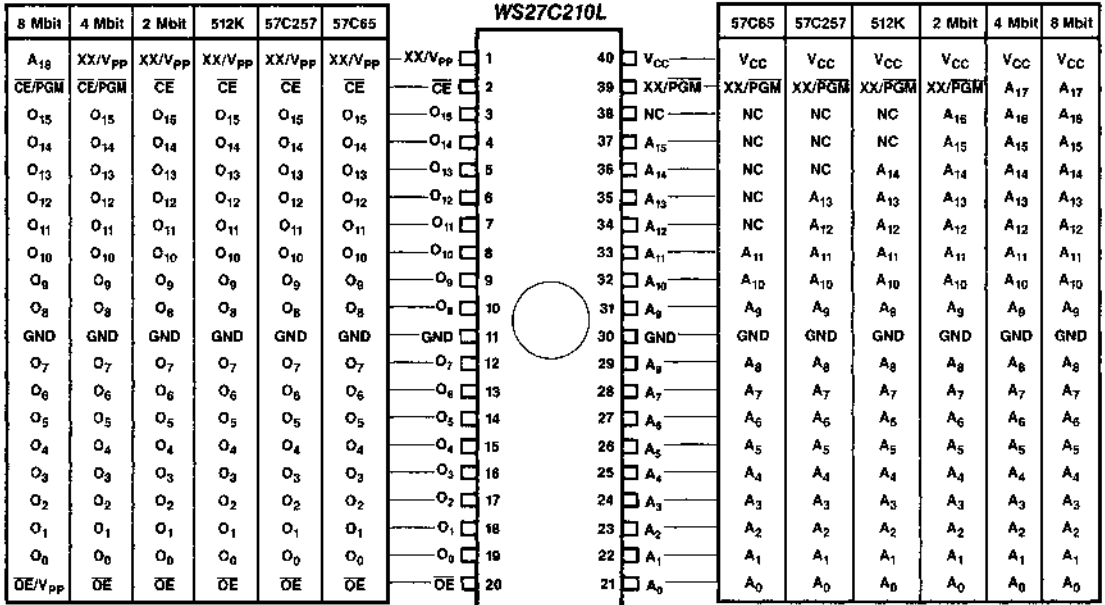 WS27C210L
8 Mbit 4 Mbit 2 Mbit 512K 57C257 57C65 57C65 57C257 512K 2 Mbit 4 Mbit 8 Mbit
A18 XX/VPP XX/VPP XX/VPP XX/VPP XX/VPP XX/VPP 1 40 VCC VCC VCC VCC VCC VCC VCC
CE/PGM CE/PGM CE CE CE CE CE 2 39 XX/PGM XX/PGM XX/PGM XX/PGM XX/PGM A17 A17
O15 O15 O15 O15 O15 O15 O15 3 38 NC NC NC NC A16 A16 A16
O14 O14 O14 O14 O14 O14 O14 4 37 A15 NC NC NC A15 A15 A15
O13 O13 O13 O13 O13 O13 O13 5 36 A14 NC NC A14 A14 A14 A14
O12 O12 O12 O12 O12 O12 O12 6 35 A13 NC A13 A13 A13 A13 A13
O11 O11 O11 O11 O11 O11 O11 7 34 A12 NC A12 A12 A12 A12 A12
O10 O10 O10 O10 O10 O10 O10 8 33 A11 A11 A11 A11 A11 A11 A11
O9 O9 O9 O9 O9 O9 O9 9 32 A10 A10 A10 A10 A10 A10 A10
O8 O8 O8 O8 O8 O8 O8 10 31 A9 A9 A9 A9 A9 A9 A9
GND GND GND GND GND GND GND 11 30 GND GND GND GND GND GND GND
O7 O7 O7 O7 O7 O7 O7 12 29 A8 A8 A8 A8 A8 A8 A8
O6 O6 O6 O6 O6 O6 O6 13 28 A7 A7 A7 A7 A7 A7 A7
O5 O5 O5 O5 O5 O5 O5 14 27 A6 A6 A6 A6 A6 A6 A6
O4 O4 O4 O4 O4 O4 O4 15 26 A5 A5 A5 A5 A5 A5 A5
O3 O3 O3 O3 O3 O3 O3 16 25 A4 A4 A4 A4 A4 A4 A4
O2 O2 O2 O2 O2 O2 O2 17 24 A3 A3 A3 A3 A3 A3 A3
O1 O1 O1 O1 O1 O1 O1 18 23 A2 A2 A2 A2 A2 A2 A2
O0 O0 O0 O0 O0 O0 O0 19 22 A1 A1 A1 A1 A1 A1 A1
OE/VPP OE OE OE OE OE OE 20 21 A0 A0 A0 A0 A0 A0 A0